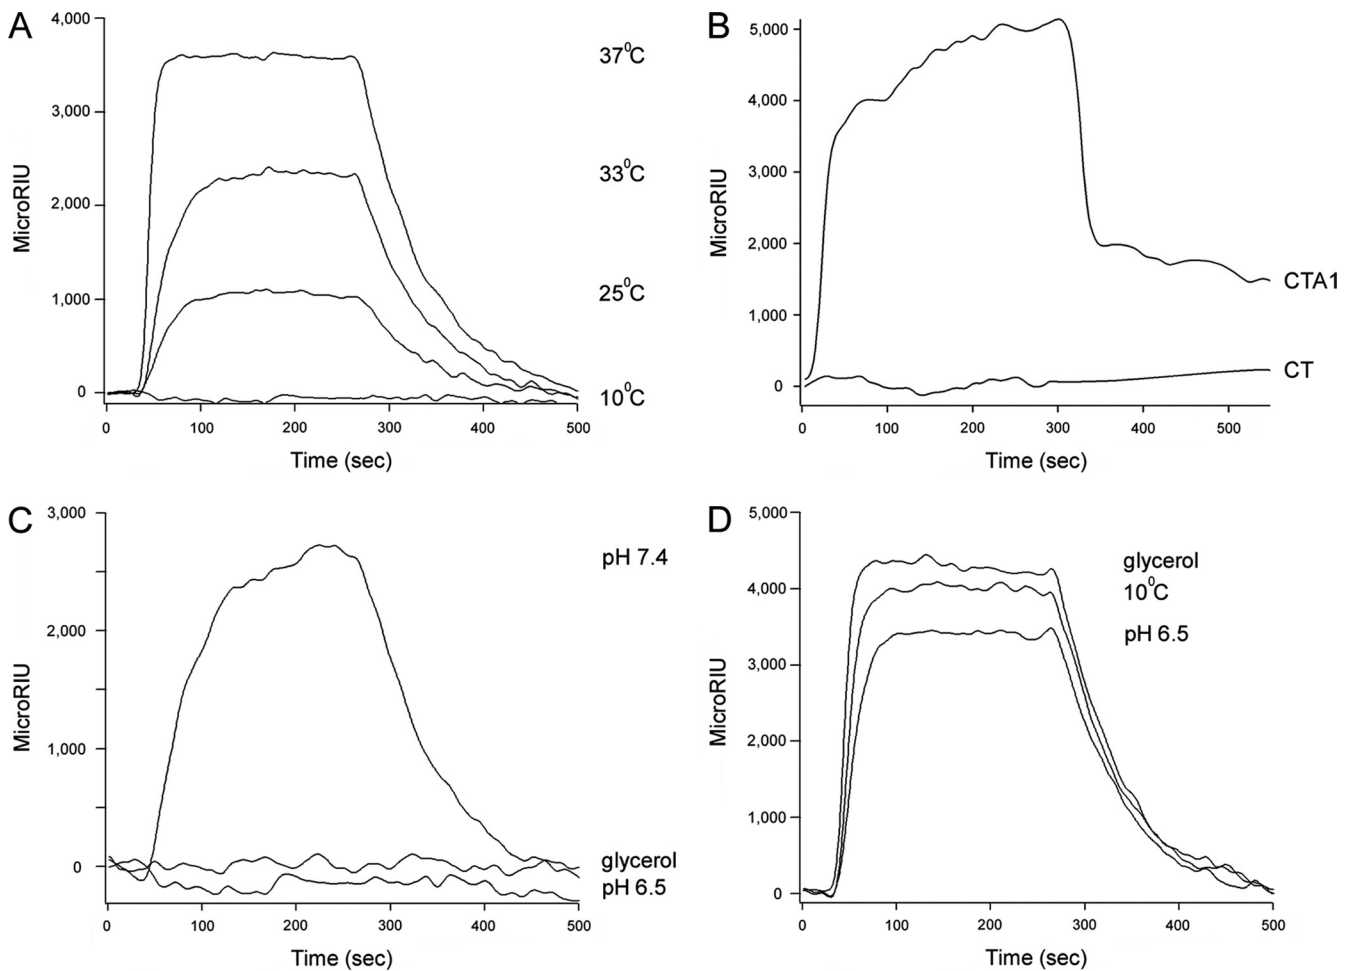 A
4,000
3,000
2,000
1,000
0
MicroRIU
37⁰C
33⁰C
25⁰C
10⁰C
0 100 200 300 400 500
Time (sec)
B
5,000
4,000
3,000
2,000
1,000
0
MicroRIU
CTA1
CT
0 100 200 300 400 500
Time (sec)
C
3,000
2,000
1,000
0
MicroRIU
pH 7.4
glycerol
pH 6.5
0 100 200 300 400 500
Time (sec)
D
5,000
4,000
3,000
2,000
1,000
0
MicroRIU
glycerol
10⁰C
pH 6.5
0 100 200 300 400 500
Time (sec)